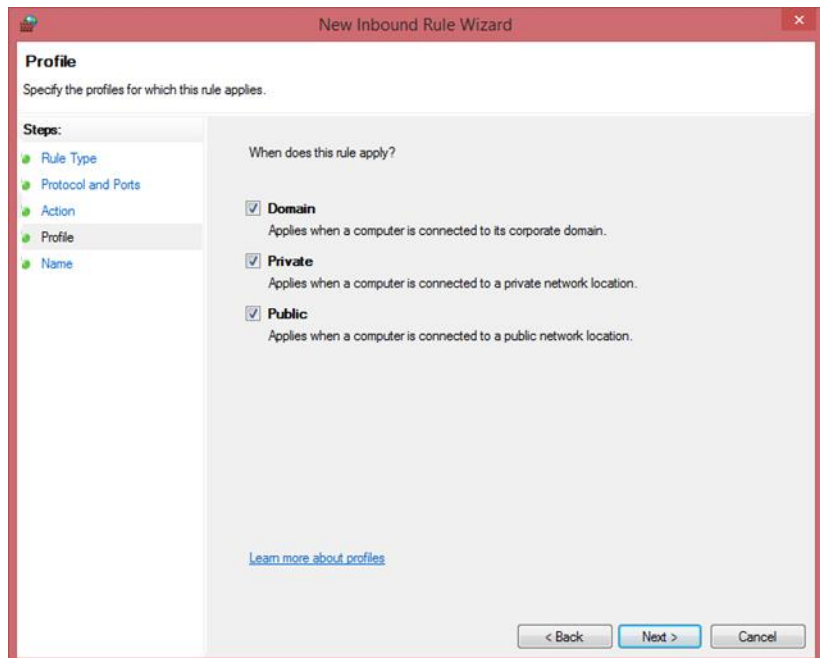 New Inbound Rule Wizard
Profile
Specify the profiles for which this rule applies.
Steps:
Rule Type
Protocol and Ports
Action
Profile
Name
When does this rule apply?
Domain
Applies when a computer is connected to its corporate domain.
Private
Applies when a computer is connected to a private network location.
Public
Applies when a computer is connected to a public network location.
Learn more about profiles
< Back
Next >
Cancel